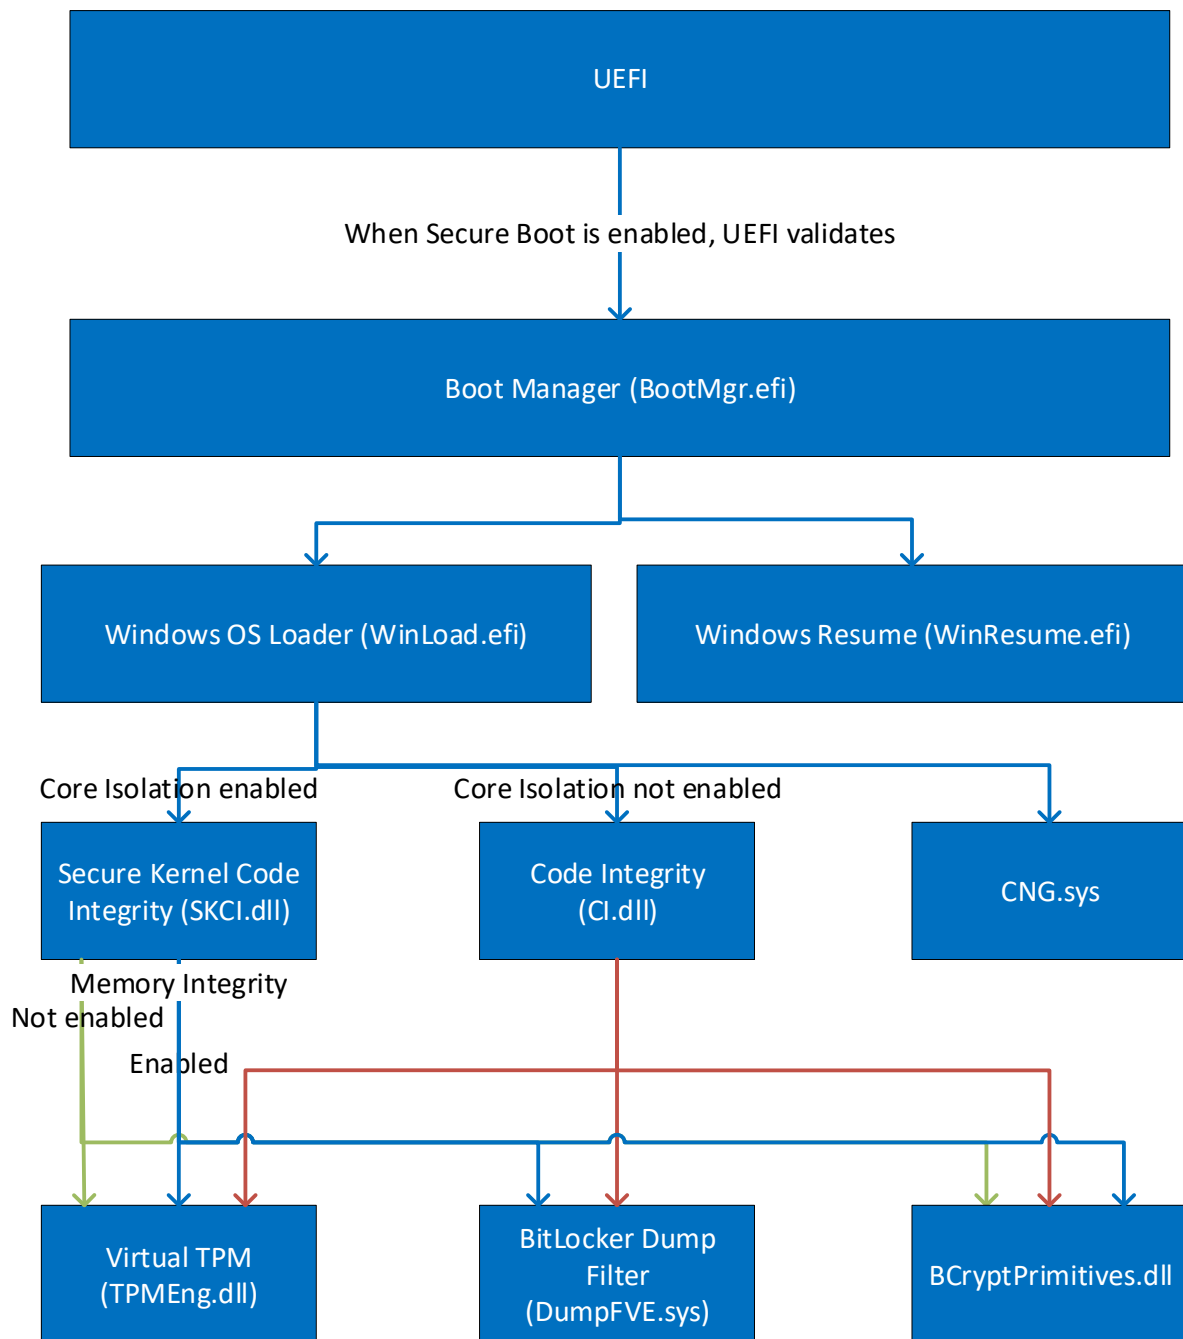 UEFI
When Secure Boot is enabled, UEFI validates
Boot Manager (BootMgr.efi)
Windows OS Loader (WinLoad.efi)
Windows Resume (WinResume.efi)
Core Isolation enabled
Core Isolation not enabled
Secure Kernel Code
Integrity (SKCI.dll)
Code Integrity
(CI.dll)
CNG.sys
Memory Integrity
Not enabled
Enabled
Virtual TPM
(TPMEng.dll)
BitLocker Dump
Filter
(DumpFVE.sys)
BCryptPrimitives.dll